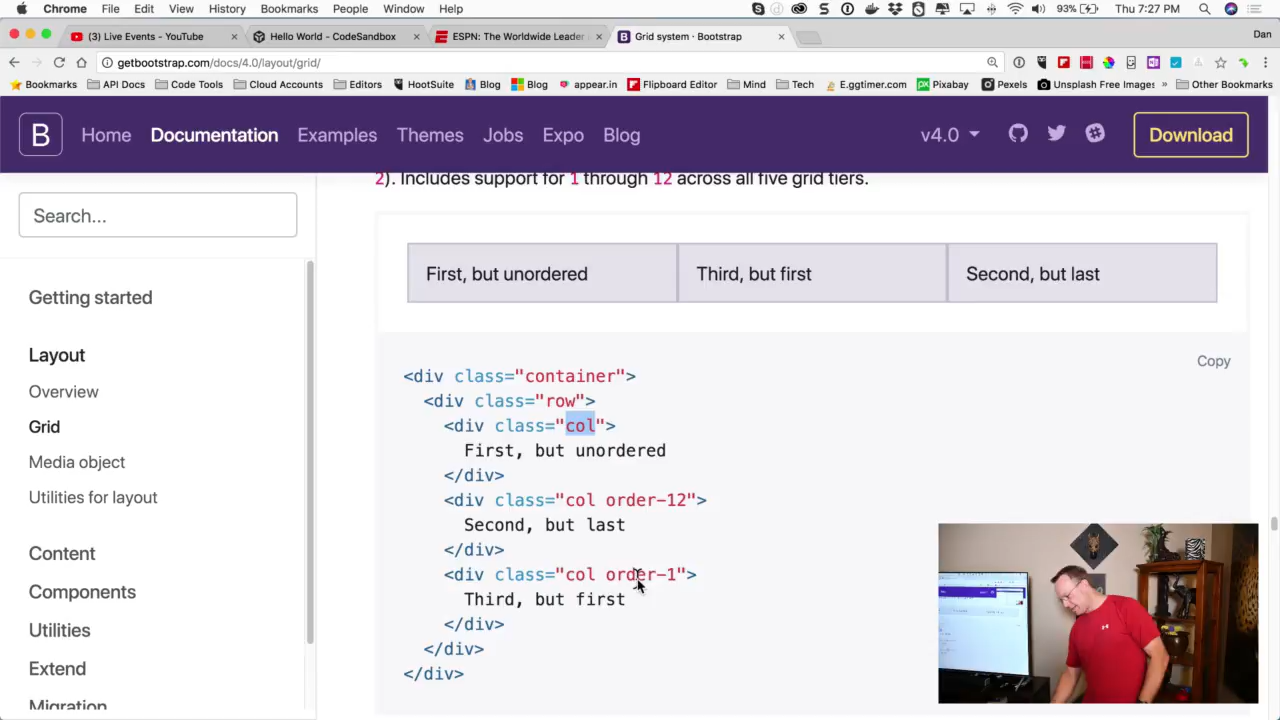 Chrome File Edit View History Bookmarks People Window Help 93% Thu 7:27 PM
(3) Live Events - YouTube Hello World - CodeSandbox ESPN: The Worldwide Leader Grid system · Bootstrap Dan
getbootstrap.com/docs/4.0/layout/grid/
Bookmarks API Docs Code Tools Cloud Accounts Editors HootSuite Blog Blog appear.in Flipboard Editor Mind Tech E.ggtimer.com Pixabay Pexels Unsplash Free Images » Other Bookmarks
B Home Documentation Examples Themes Jobs Expo Blog v4.0 Download
2). Includes support for 1 through 12 across all five grid tiers.
Search...
First, but unordered Third, but first Second, but last
Getting started
Layout
Overview
Grid
Media object
Utilities for layout
Content
Components
Utilities
Extend
Migration
Copy
<div class="container">
<div class="row">
<div class="col">
First, but unordered
</div>
<div class="col order-12">
Second, but last
</div>
<div class="col order-1">
Third, but first
</div>
</div>
</div>